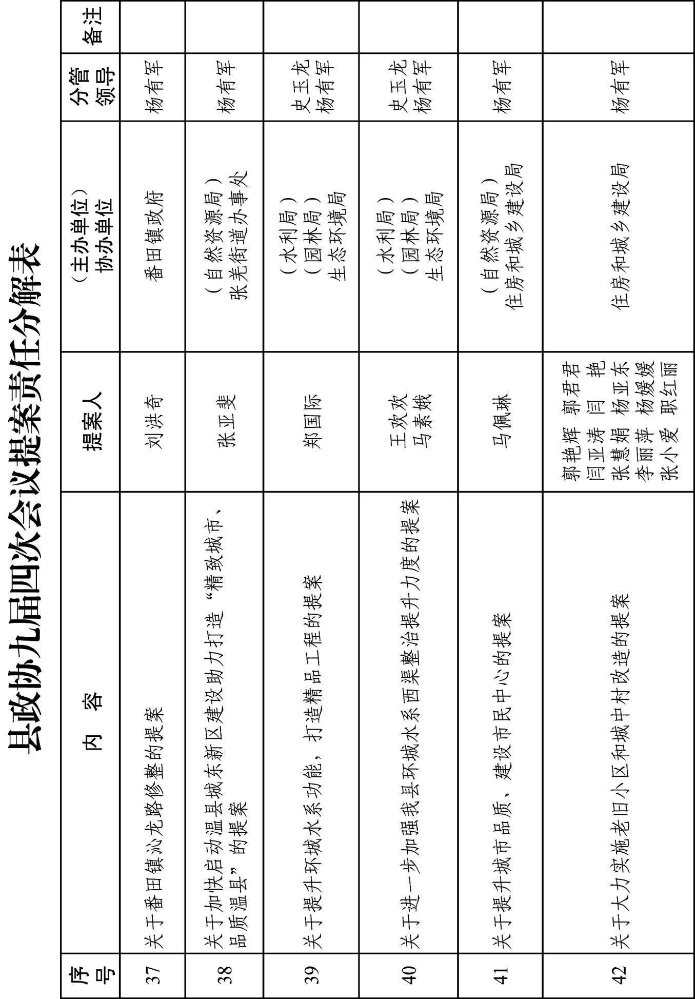 县政协九届四次会议提案责任分解表
序号
内 容
提案人
（主办单位）
协办单位
分管
领导
备注
37
关于番田镇沁龙路修整的提案
刘洪奇
番田镇政府
杨有军
38
关于加快启动温县城东新区建设助力打造“精致城市、
品质温县”的提案
张亚斐
（自然资源局）
张羌街道办事处
杨有军
39
关于提升环城水系功能，打造精品工程的提案
郑国际
（水利局）
（园林局）
生态环境局
史玉龙
杨有军
40
关于进一步加强我县环城水系西渠整治提升力度的提案
王欢欢
马素娥
（水利局）
（园林局）
生态环境局
史玉龙
杨有军
41
关于提升城市品质、建设市民中心的提案
马佩琳
（自然资源局）
住房和城乡建设局
杨有军
42
关于大力实施老旧小区和城中村改造的提案
郭艳辉 郭君君
闫亚涛 闫 艳
张慧娟 杨亚东
李丽萍 杨媛媛
张小爱 职红丽
住房和城乡建设局
杨有军